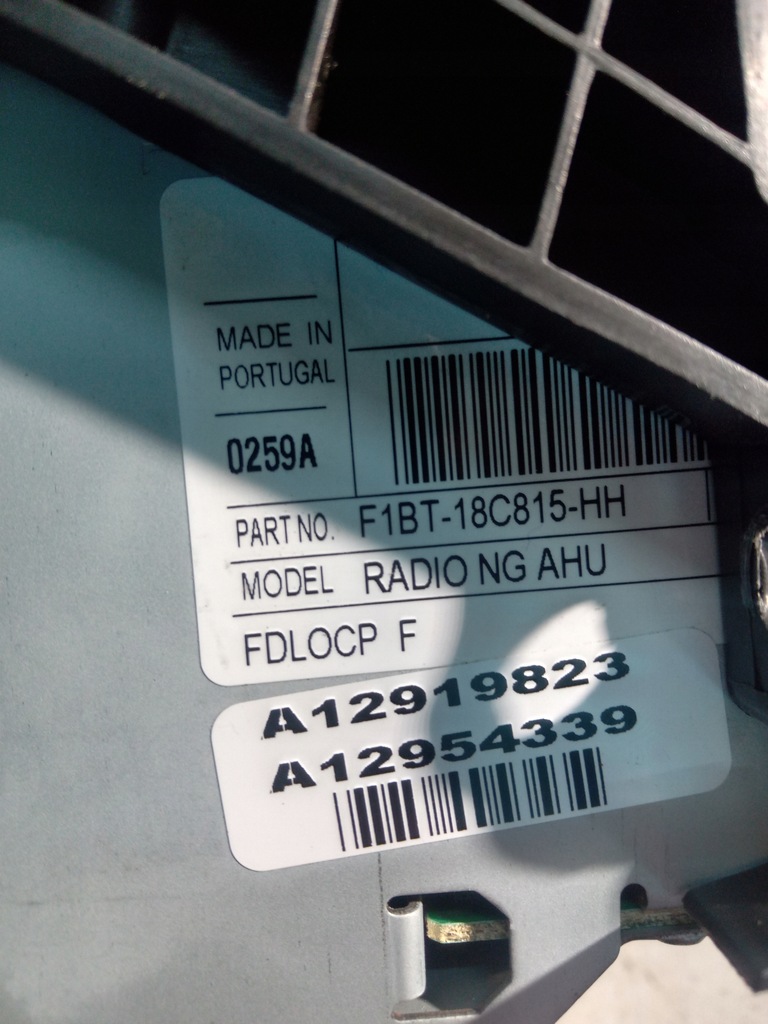 MADE IN
PORTUGAL
0259A
PART NO. F1BT-18C815-HH
MODEL RADIO NG AHU
FDLOCP F
A12919823
A12954339